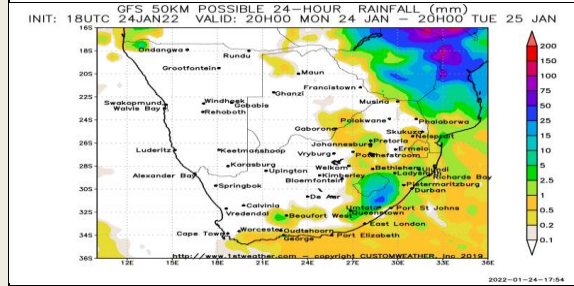 GFS 50KM POSSIBLE 24-HOUR RAINFALL (mm)
INIT: 18UTC 24JAN22 VALID: 20H00 MON 24 JAN - 20H00 TUE 25 JAN
16S
18S
20S
22S
24S
26S
28S
30S
32S
34S
36S
Ondangwa
Rundu
Grootfontein
Maun
Francistown
Ghanzi
Swakopmund
Windhoek
Gobabis
Walvis Bay
Rehoboth
Musina
Polokwane
Phalaborwa
Gaborone
Skukuza
Pretoria
Nelspruit
Johannesburg
Luderitz
Keetmanshoop
Vryburg
Potchefstroom
Ermelo
Karasburg
Welkom
Bethlehem
Alexander Bay
Upington
Kimberley
Ladysmith
Richards Bay
Springbok
Bloemfontein
Pietermaritzburg
De Aar
Durban
Calvinia
Umtata
Port St Johns
Vredendal
Beaufort West
Queenstown
East London
Cape Town
Worcester
Oudtshoorn
George
Port Elizabeth
http://www.1stweather.com - copyright CUSTOMWEATHER, Inc 2019
12E 15E 18E 21E 24E 27E 30E 33E 36E
200
150
100
75
50
25
15
10
5
2
1
0.5
0.2
0.1
2022-01-24-17:54